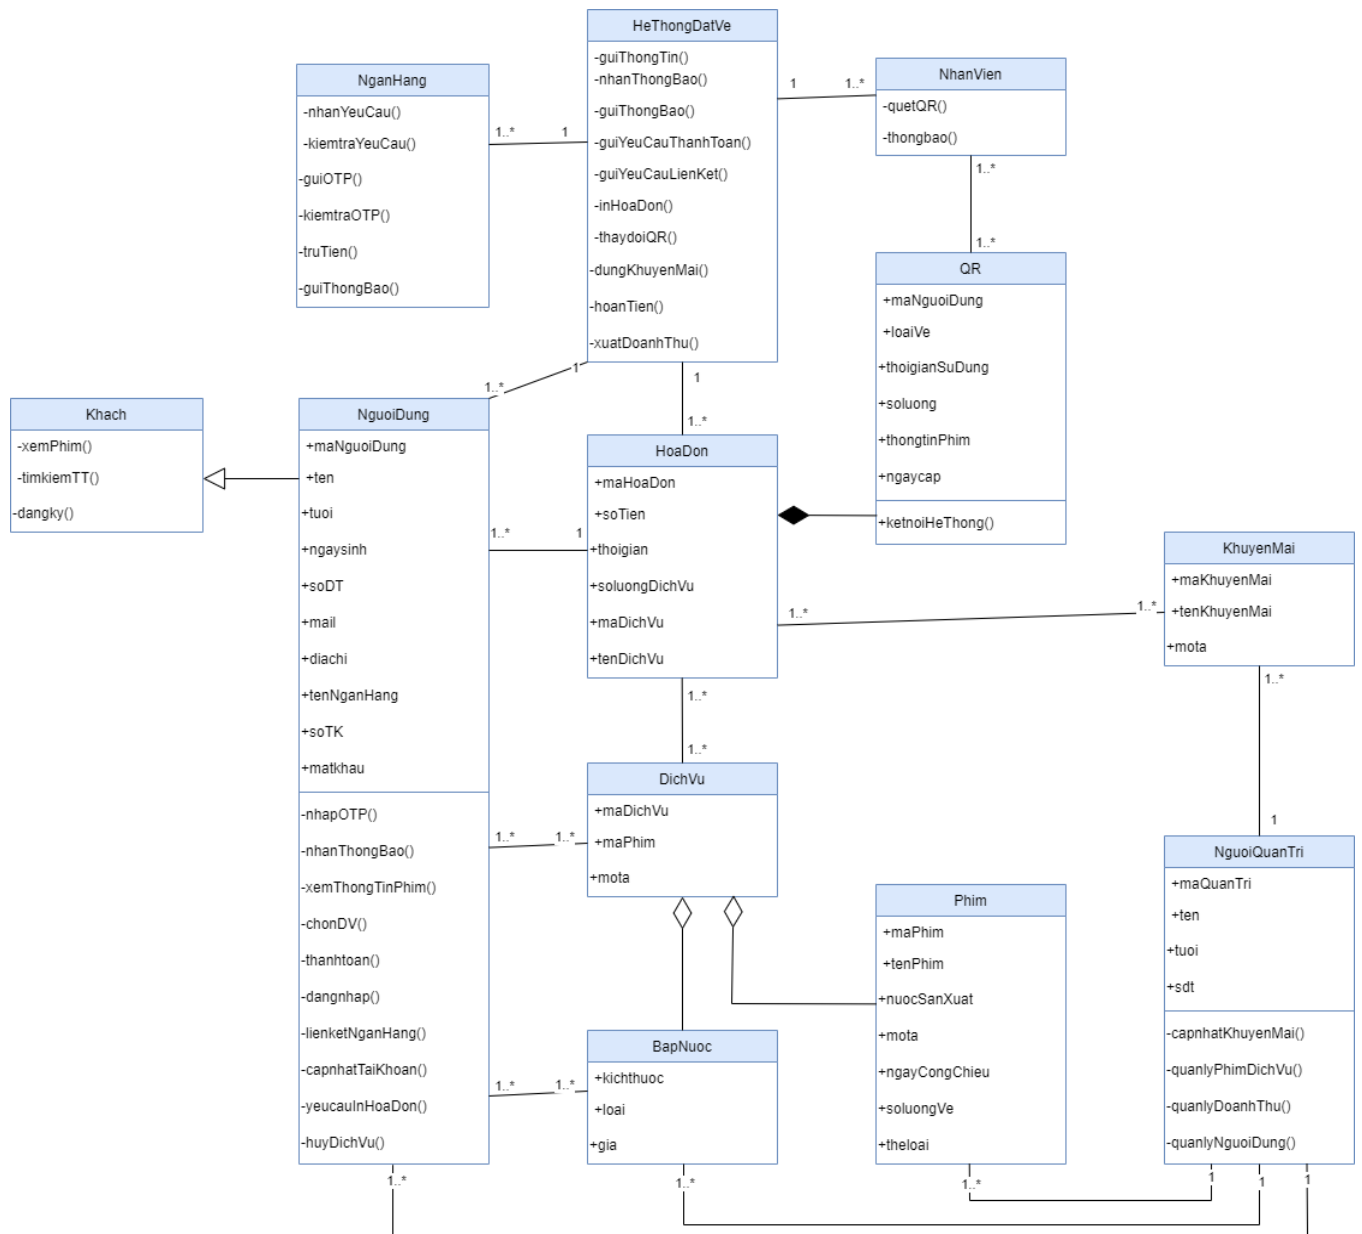 HeThongDatVe
-guiThongTin()
-nhanThongBao()
-guiThongBao()
-guiYeuCauThanhToan()
-guiYeuCauLienKet()
-inHoaDon()
-thaydoiQR()
-dungKhuyenMai()
-hoanTien()
-xuatDoanhThu()
NganHang
-nhanYeuCau()
-kiemtraYeuCau()
-guiOTP()
-kiemtraOTP()
-truTien()
-guiThongBao()
1..*
1
1
1..*
NhanVien
-quetQR()
-thongbao()
1..*
1..*
QR
+maNguoiDung
+loaiVe
+thoigianSuDung
+soluong
+thongtinPhim
+ngaycap
+ketnoiHeThong()
1
1..*
1
1..*
Khach
-xemPhim()
-timkiemTT()
-dangky()
NguoiDung
+maNguoiDung
+ten
+tuoi
+ngaysinh
+soDT
+mail
+diachi
+tenNganHang
+soTK
+matkhau
-nhapOTP()
-nhanThongBao()
-xemThongTinPhim()
-chonDV()
-thanhtoan()
-dangnhap()
-lienketNganHang()
-capnhatTaiKhoan()
-yeucauInHoaDon()
-huyDichVu()
1..*
1
HoaDon
+maHoaDon
+soTien
+thoigian
+soluongDichVu
+maDichVu
+tenDichVu
1..*
1..*
KhuyenMai
+maKhuyenMai
+tenKhuyenMai
+mota
1..*
1
1..*
1..*
DichVu
+maDichVu
+maPhim
+mota
1..*
1..*
Phim
+maPhim
+tenPhim
+nuocSanXuat
+mota
+ngayCongChieu
+soluongVe
+theloai
NguoiQuanTri
+maQuanTri
+ten
+tuoi
+sdt
-capnhatKhuyenMai()
-quanlyPhimDichVu()
-quanlyDoanhThu()
-quanlyNguoiDung()
BapNuoc
+kichthuoc
+loai
+gia
1..*
1..*
1..*
1..*
1..*
1
1
1